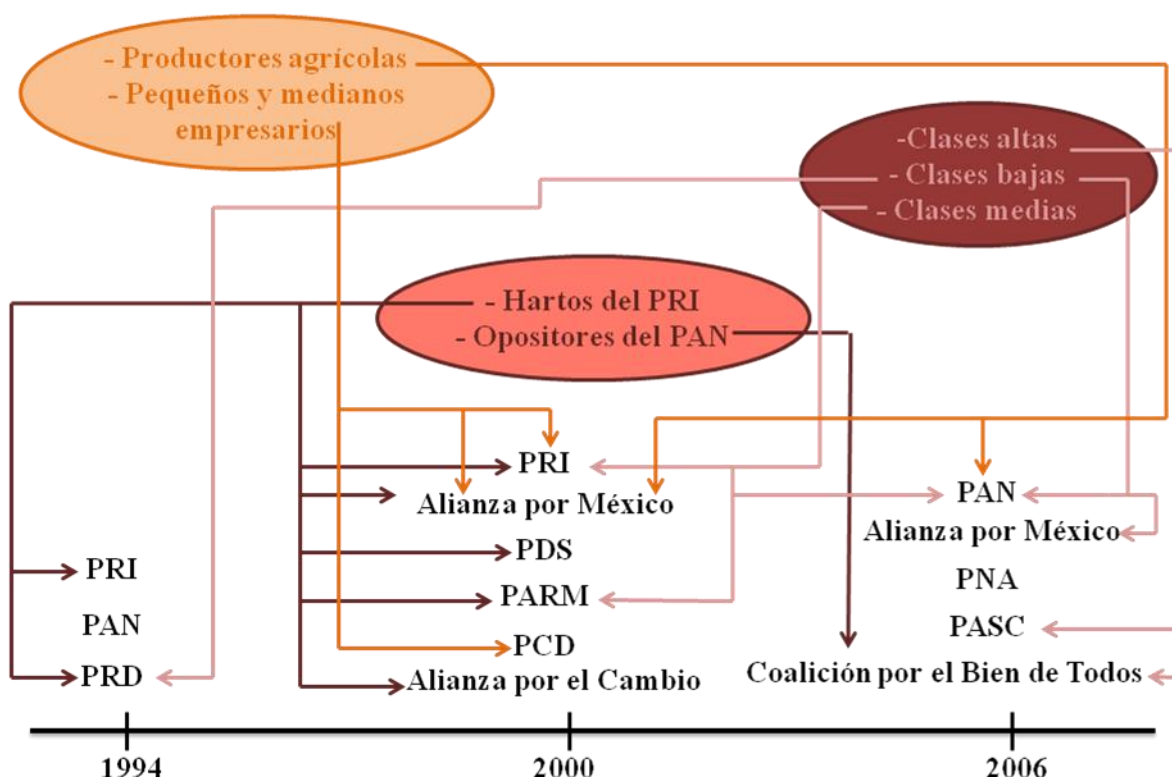 - Productores agrícolas
- Pequeños y medianos
empresarios
-Clases altas
- Clases bajas
- Clases medias
- Hartos del PRI
- Opositores del PAN
PRI
PAN
PRD
PRI
Alianza por México
PDS
PARM
PCD
Alianza por el Cambio
PAN
Alianza por México
PNA
PASC
Coalición por el Bien de Todos
1994
2000
2006